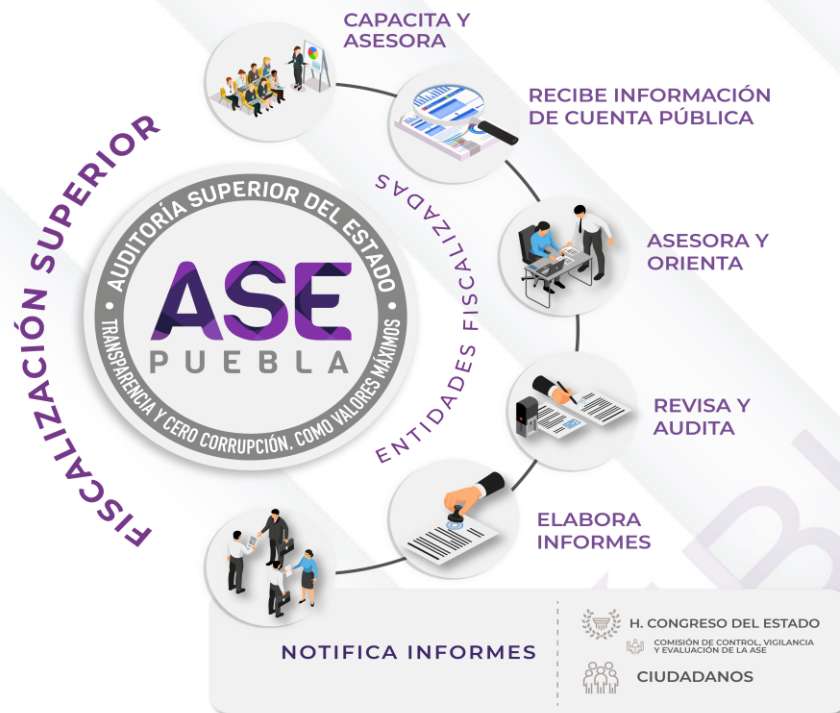 CAPACITA Y
ASESORA
RECIBE INFORMACIÓN
DE CUENTA PÚBLICA
FISCALIZACIÓN SUPERIOR
AUDITORÍA SUPERIOR DEL ESTADO
ASE
PUEBLA
TRANSPARENCIA Y CERO CORRUPCIÓN, COMO VALORES MÁXIMOS
ENTIDADES FISCALIZADAS
ASESORA Y
ORIENTA
REVISA Y
AUDITA
ELABORA
INFORMES
NOTIFICA INFORMES
H. CONGRESO DEL ESTADO
COMISIÓN DE CONTROL, VIGILANCIA
Y EVALUACIÓN DE LA ASE
CIUDADANOS